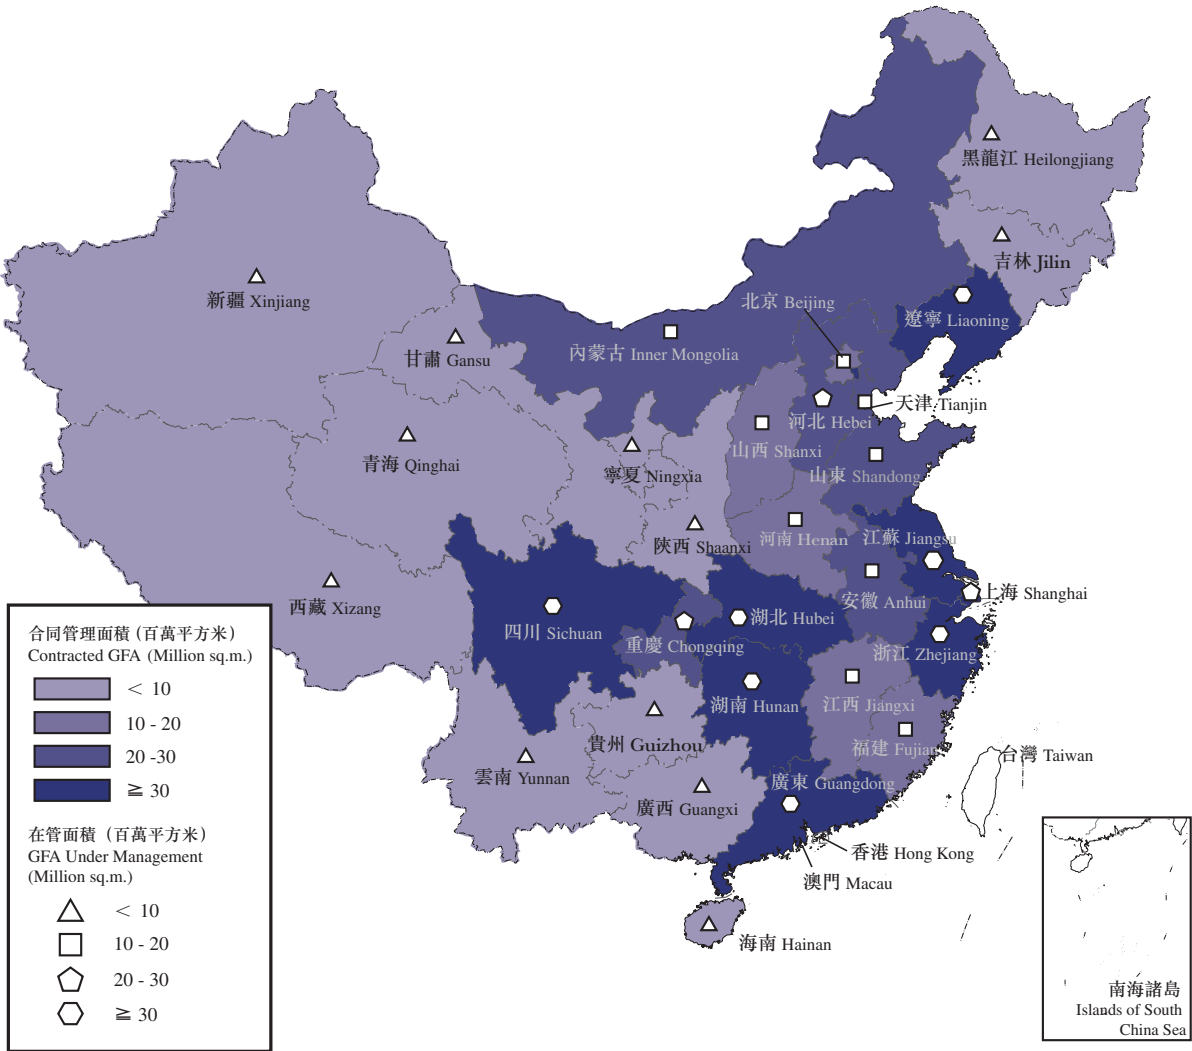 黑龍江 Heilongjiang
吉林 Jilin
新疆 Xinjiang
北京 Beijing
遼寧 Liaoning
甘肅 Gansu
內蒙古 Inner Mongolia
天津 Tianjin
河北 Hebei
山西 Shanxi
青海 Qinghai
寧夏 Ningxia
山東 Shandong
陝西 Shaanxi
河南 Henan
江蘇 Jiangsu
上海 Shanghai
西藏 Xizang
安徽 Anhui
四川 Sichuan
湖北 Hubei
重慶 Chongqing
浙江 Zhejiang
湖南 Hunan
江西 Jiangxi
貴州 Guizhou
福建 Fujian
台灣 Taiwan
雲南 Yunnan
廣西 Guangxi
廣東 Guangdong
香港 Hong Kong
澳門 Macau
海南 Hainan
合同管理面積 (百萬平方米)
Contracted GFA (Million sq.m.)
< 10
10 - 20
20 -30
≧ 30
在管面積 (百萬平方米)
GFA Under Management
(Million sq.m.)
< 10
10 - 20
20 - 30
≧ 30
南海諸島
Islands of South
China Sea